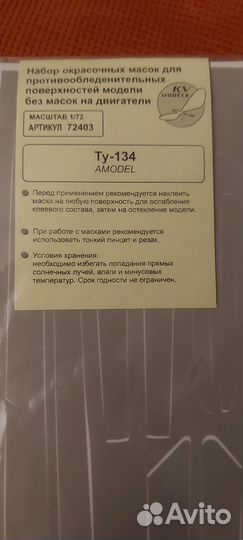 Набор окрасочных масок для
противообледенительных
поверхностей модели
без масок на двигатели
KV
MODELS
МАСШТАБ 1/72
АРТИКУЛ 72403
Ту-134
AMODEL
Перед применением рекомендуется наклеить
маски на любую поверхность для ослабления
клеевого состава, затем на остекление модели.
При работе с масками рекомендуется
использовать тонкий пинцет и резак.
Условия хранения:
необходимо избегать попадания прямых
солнечных лучей, влаги и минусовых
температур. Срок годности не ограничен.
Avito